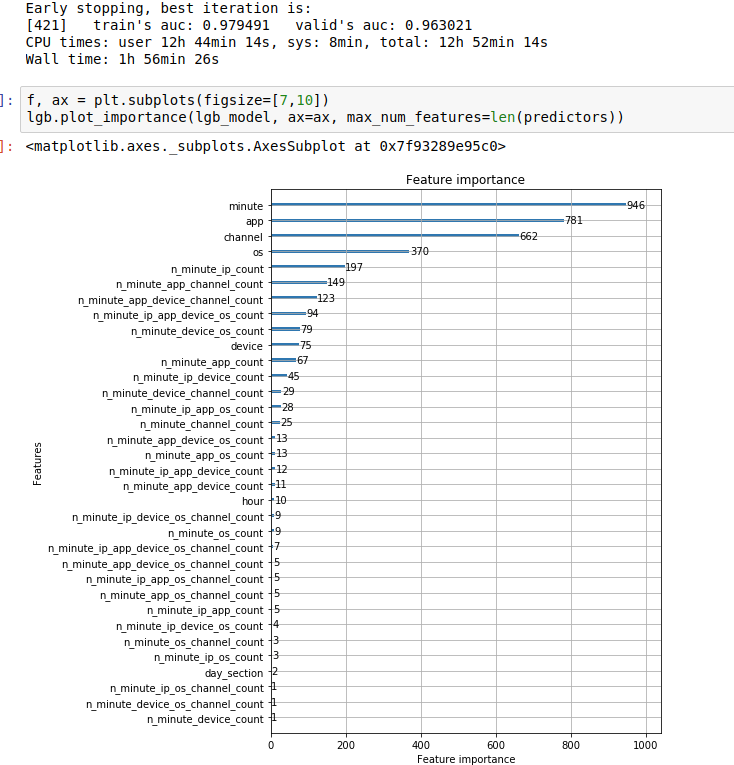 Early stopping, best iteration is:
[421] train's auc: 0.979491 valid's auc: 0.963021
CPU times: user 12h 44min 14s, sys: 8min, total: 12h 52min 14s
Wall time: 1h 56min 26s
]: f, ax = plt.subplots(figsize=[7,10])
lgb.plot_importance(lgb_model, ax=ax, max_num_features=len(predictors))
]: <matplotlib.axes._subplots.AxesSubplot at 0x7f93289e95c0>
Feature importance
minute 946
app 781
channel 662
os 370
n_minute_ip_count 197
n_minute_app_channel_count 149
n_minute_app_device_channel_count 123
n_minute_ip_app_device_os_count 94
n_minute_device_os_count 79
device 75
n_minute_app_count 67
n_minute_ip_device_count 45
n_minute_device_channel_count 29
n_minute_ip_app_os_count 28
n_minute_channel_count 25
n_minute_app_device_os_count 13
n_minute_app_os_count 13
n_minute_ip_app_device_count 12
n_minute_app_device_count 11
hour 10
n_minute_ip_device_os_channel_count 9
n_minute_os_count 9
n_minute_ip_app_device_os_channel_count 7
n_minute_app_device_os_channel_count 5
n_minute_ip_app_os_channel_count 5
n_minute_app_os_channel_count 5
n_minute_ip_app_count 5
n_minute_ip_device_os_count 4
n_minute_os_channel_count 3
n_minute_ip_os_count 3
day_section 2
n_minute_ip_os_channel_count 1
n_minute_device_os_channel_count 1
n_minute_device_count 1
Features
0 200 400 600 800 1000
Feature importance